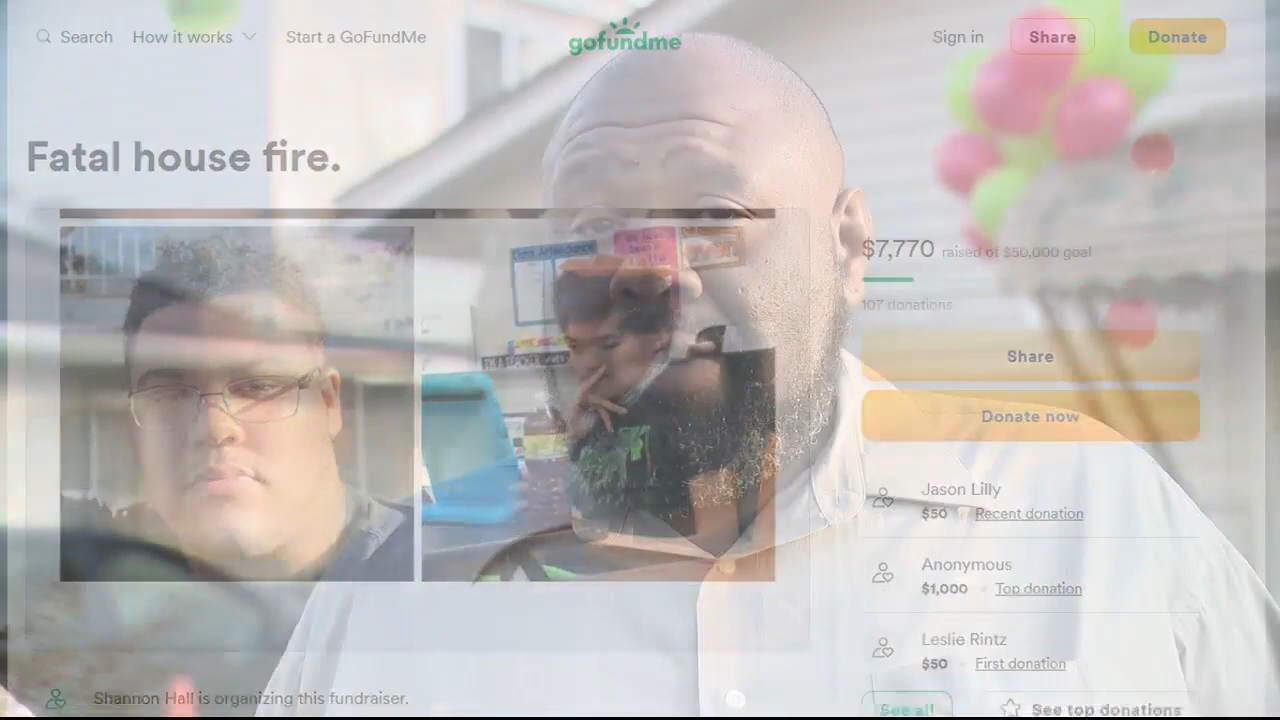 Search How it works Start a GoFundMe gofundme Sign in Share Donate
Fatal house fire.
$7,770 raised of $50,000 goal
107 donations
Share
Donate now
Jason Lilly
$50 Recent donation
Anonymous
$1,000 Top donation
Leslie Rintz
$50 First donation
Shannon Hall is organizing this fundraiser.
See all See top donations